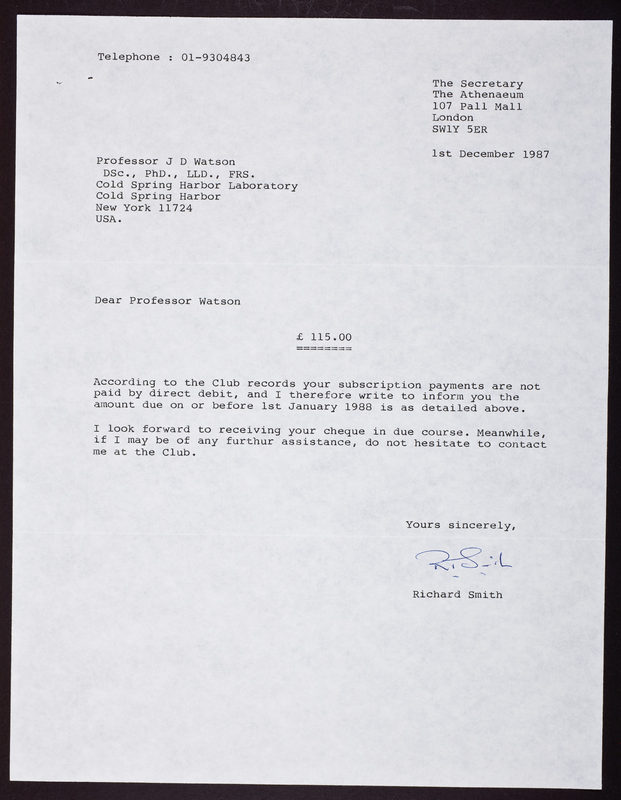 Telephone : 01-9304843
The Secretary
The Athenaeum
107 Pall Mall
London
SW1Y 5ER
1st December 1987
Professor J D Watson
DSc., PhD., LLD., FRS.
Cold Spring Harbor Laboratory
Cold Spring Harbor
New York 11724
USA.
Dear Professor Watson
£ 115.00
========
According to the Club records your subscription payments are not
paid by direct debit, and I therefore write to inform you the
amount due on or before 1st January 1988 is as detailed above.
I look forward to receiving your cheque in due course. Meanwhile,
if I may be of any furthur assistance, do not hesitate to contact
me at the Club.
Yours sincerely,
R. Smith
Richard Smith